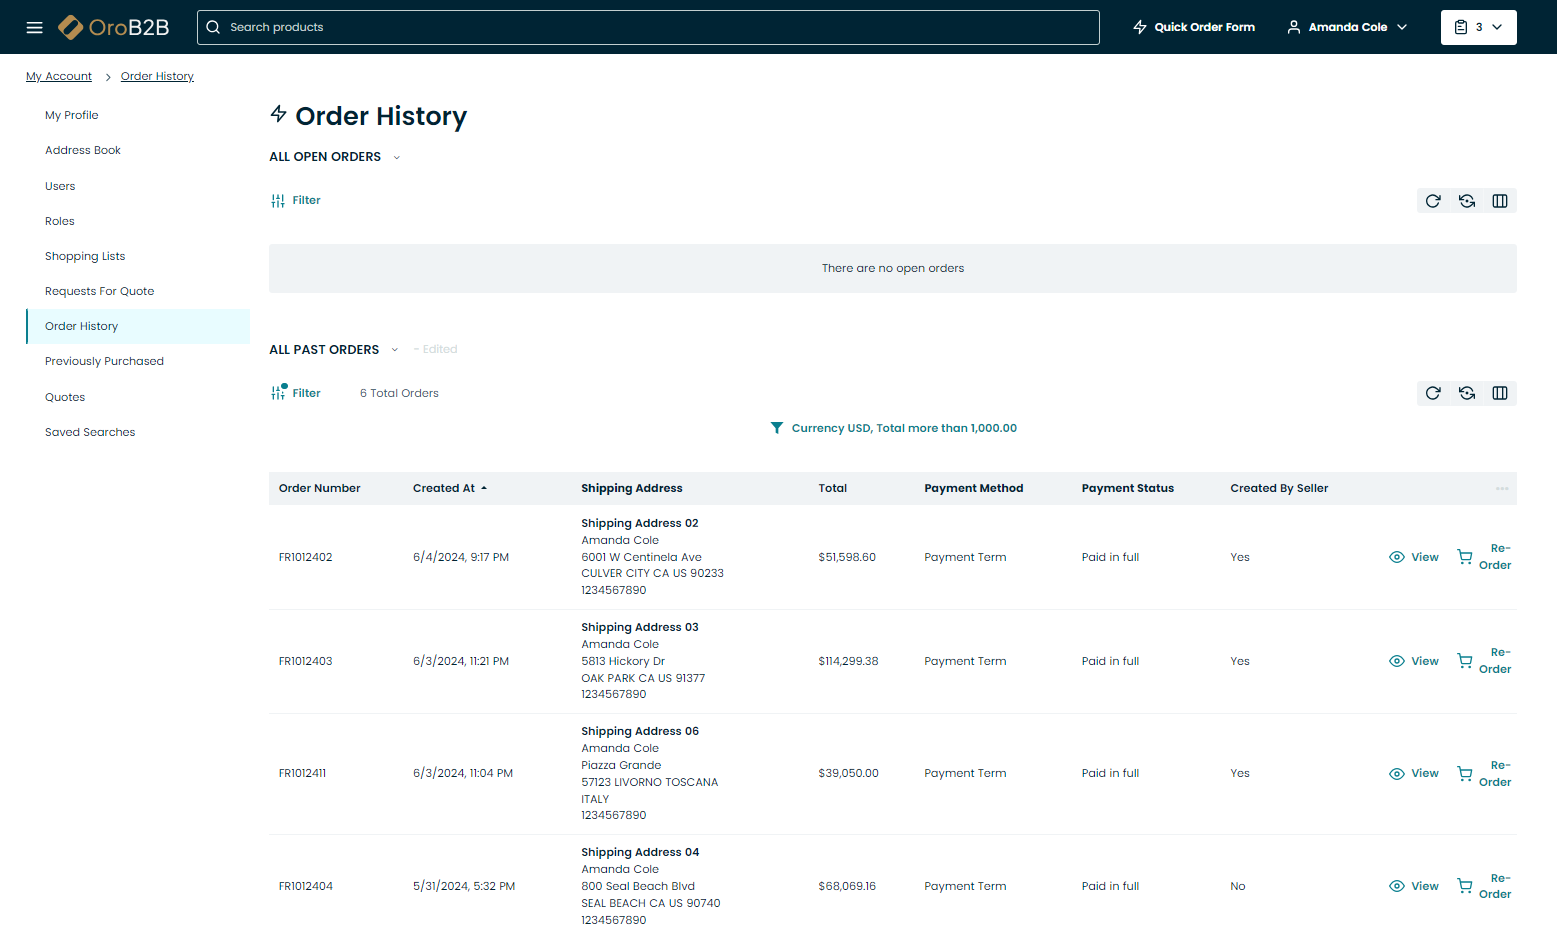 OroB2B
Search products
Quick Order Form
Amanda Cole
3
My Account > Order History
My Profile
Address Book
Users
Roles
Shopping Lists
Requests For Quote
Order History
Previously Purchased
Quotes
Saved Searches
Order History
ALL OPEN ORDERS
Filter
There are no open orders
ALL PAST ORDERS - Edited
Filter 6 Total Orders
Currency USD, Total more than 1,000.00
Order Number Created At Shipping Address Total Payment Method Payment Status Created By Seller ...
Shipping Address 02
Amanda Cole
FR1012402 6/4/2024, 9:17 PM 6001 W Centinela Ave $51,598.60 Payment Term Paid in full Yes View Re-
Order
CULVER CITY CA US 90233
1234567890
Shipping Address 03
Amanda Cole
FR1012403 6/3/2024, 11:21 PM 5813 Hickory Dr $114,299.38 Payment Term Paid in full Yes View Re-
Order
OAK PARK CA US 91377
1234567890
Shipping Address 06
Amanda Cole
Piazza Grande
FR1012411 6/3/2024, 11:04 PM 57123 LIVORNO TOSCANA $39,050.00 Payment Term Paid in full Yes View Re-
Order
ITALY
1234567890
Shipping Address 04
Amanda Cole
FR1012404 5/31/2024, 5:32 PM 800 Seal Beach Blvd $68,069.16 Payment Term Paid in full No View Re-
Order
SEAL BEACH CA US 90740
1234567890